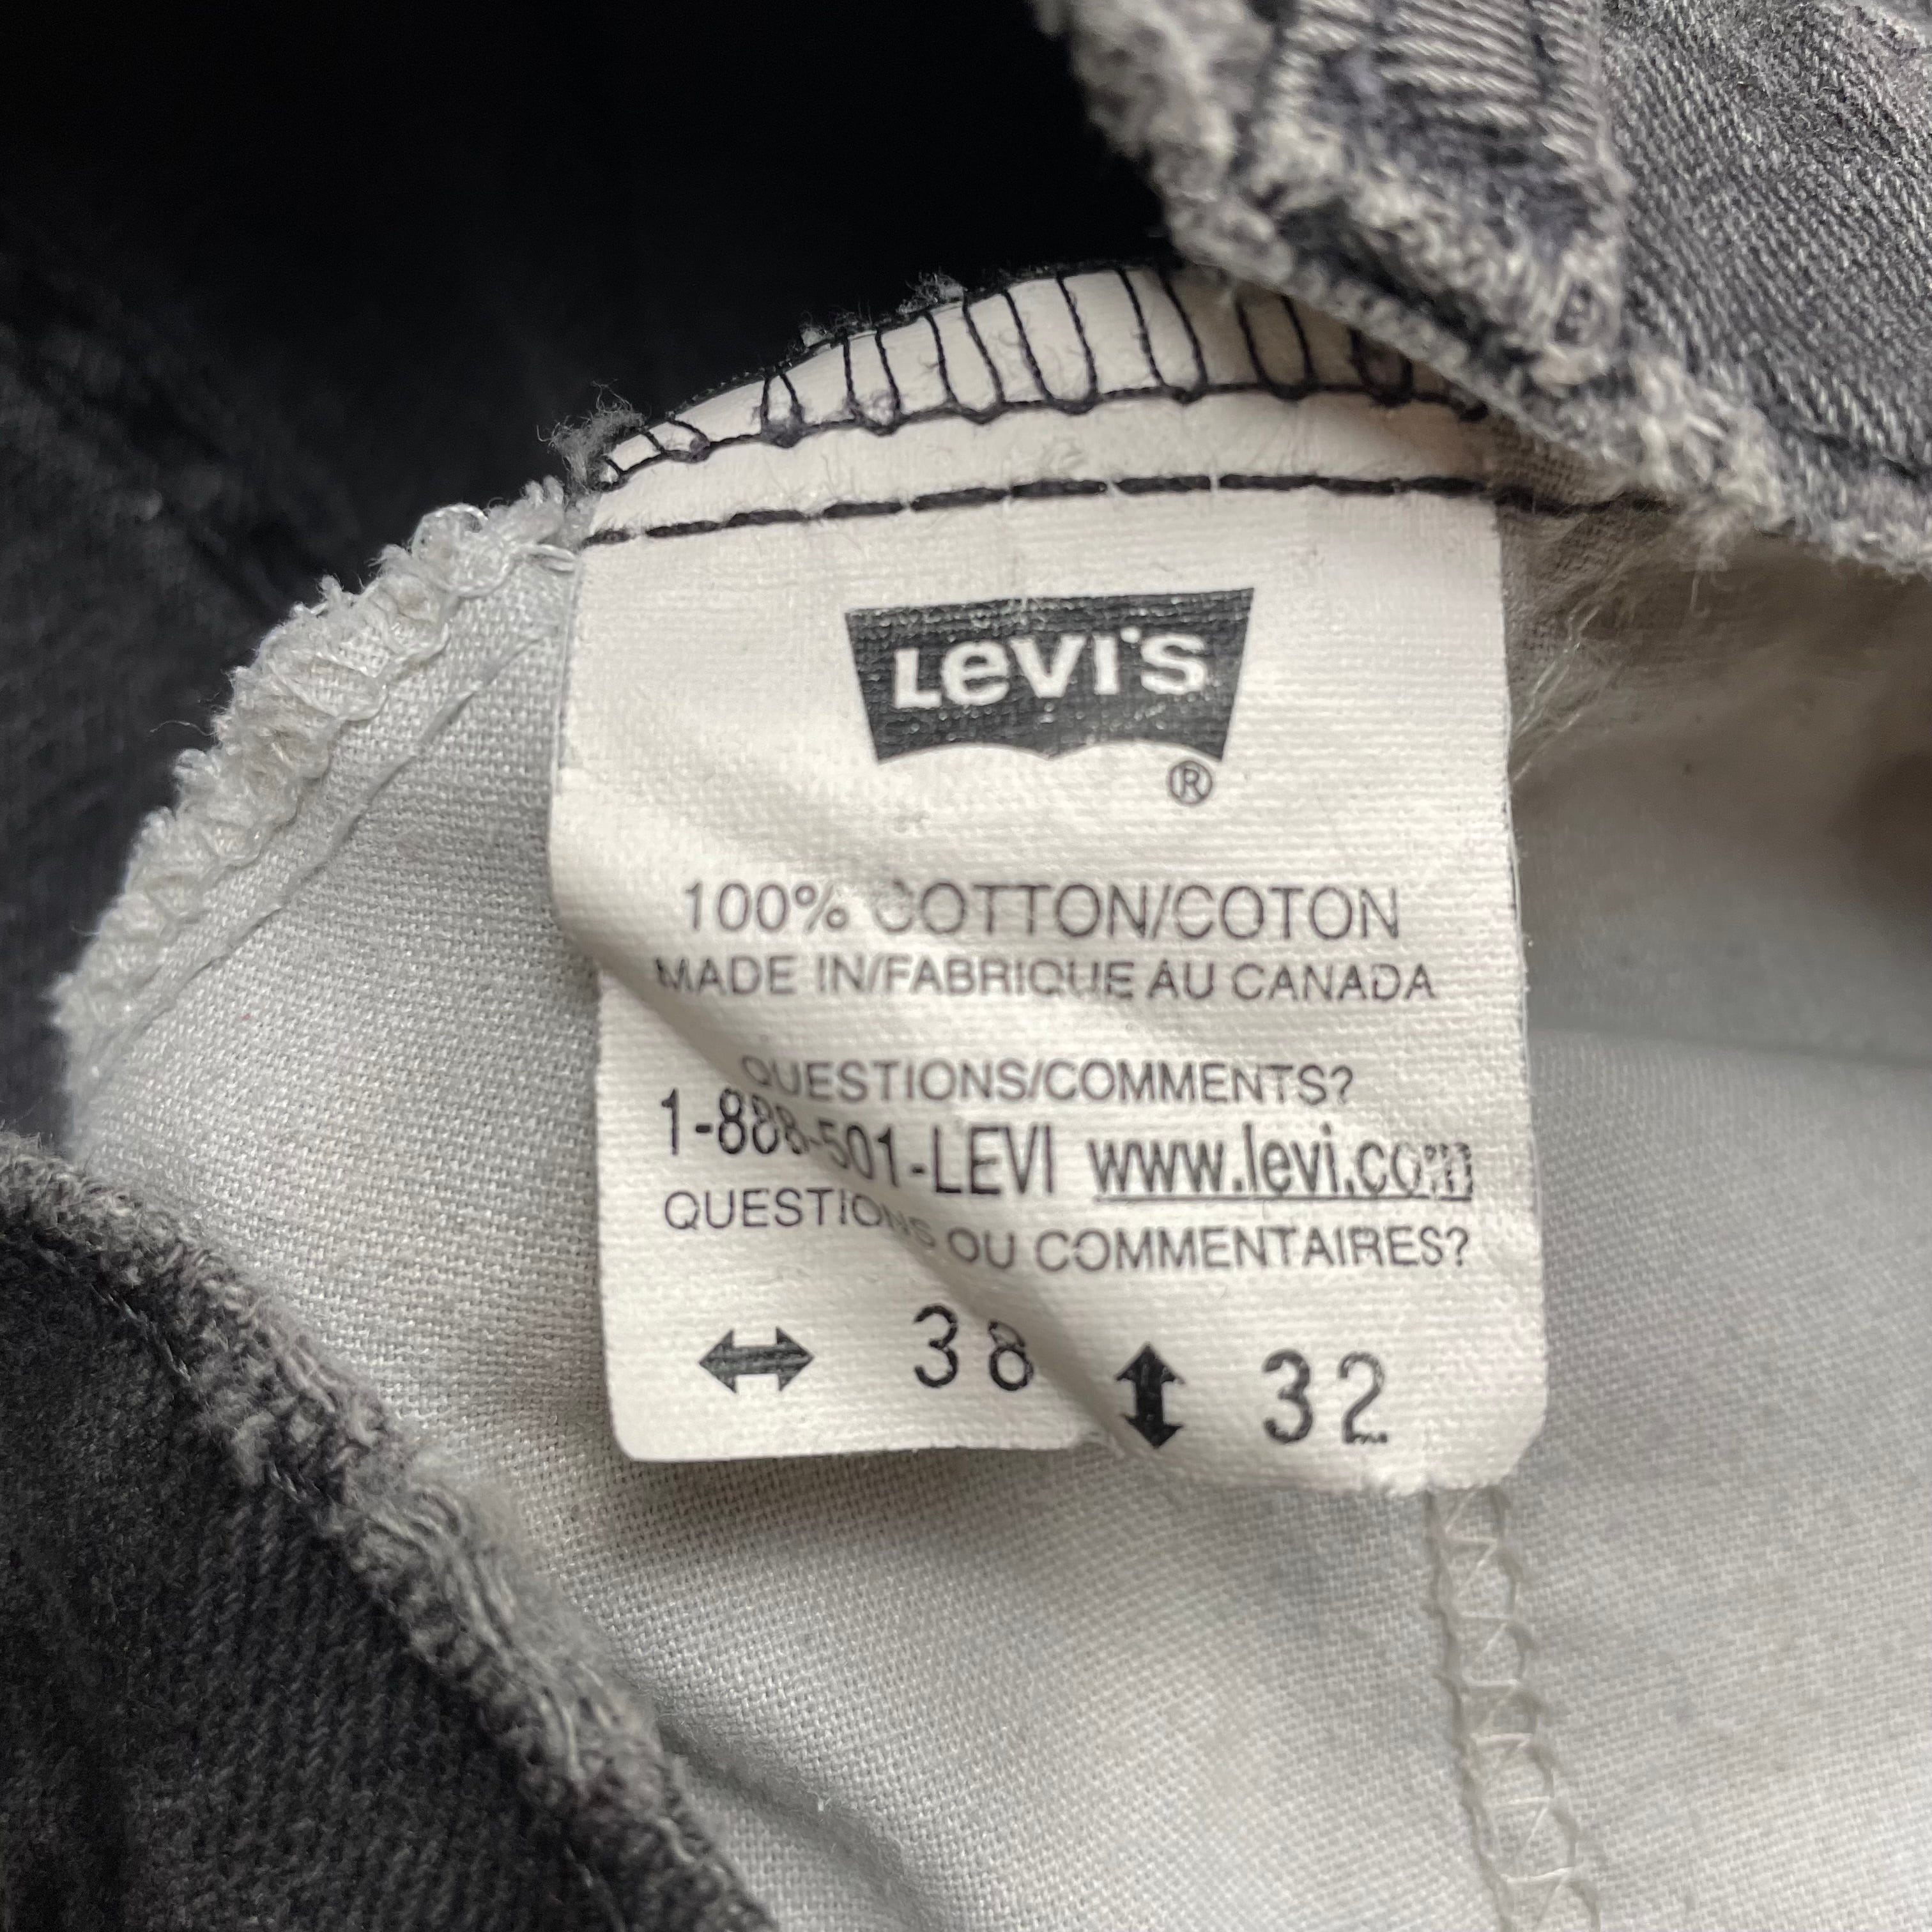 Levi's
®
100% COTTON/COTON
MADE IN/FABRIQUE AU CANADA
QUESTIONS/COMMENTS?
1-888-501-LEVI www.levi.com
QUESTIONS OU COMMENTAIRES?
↔ 38 ↕ 32